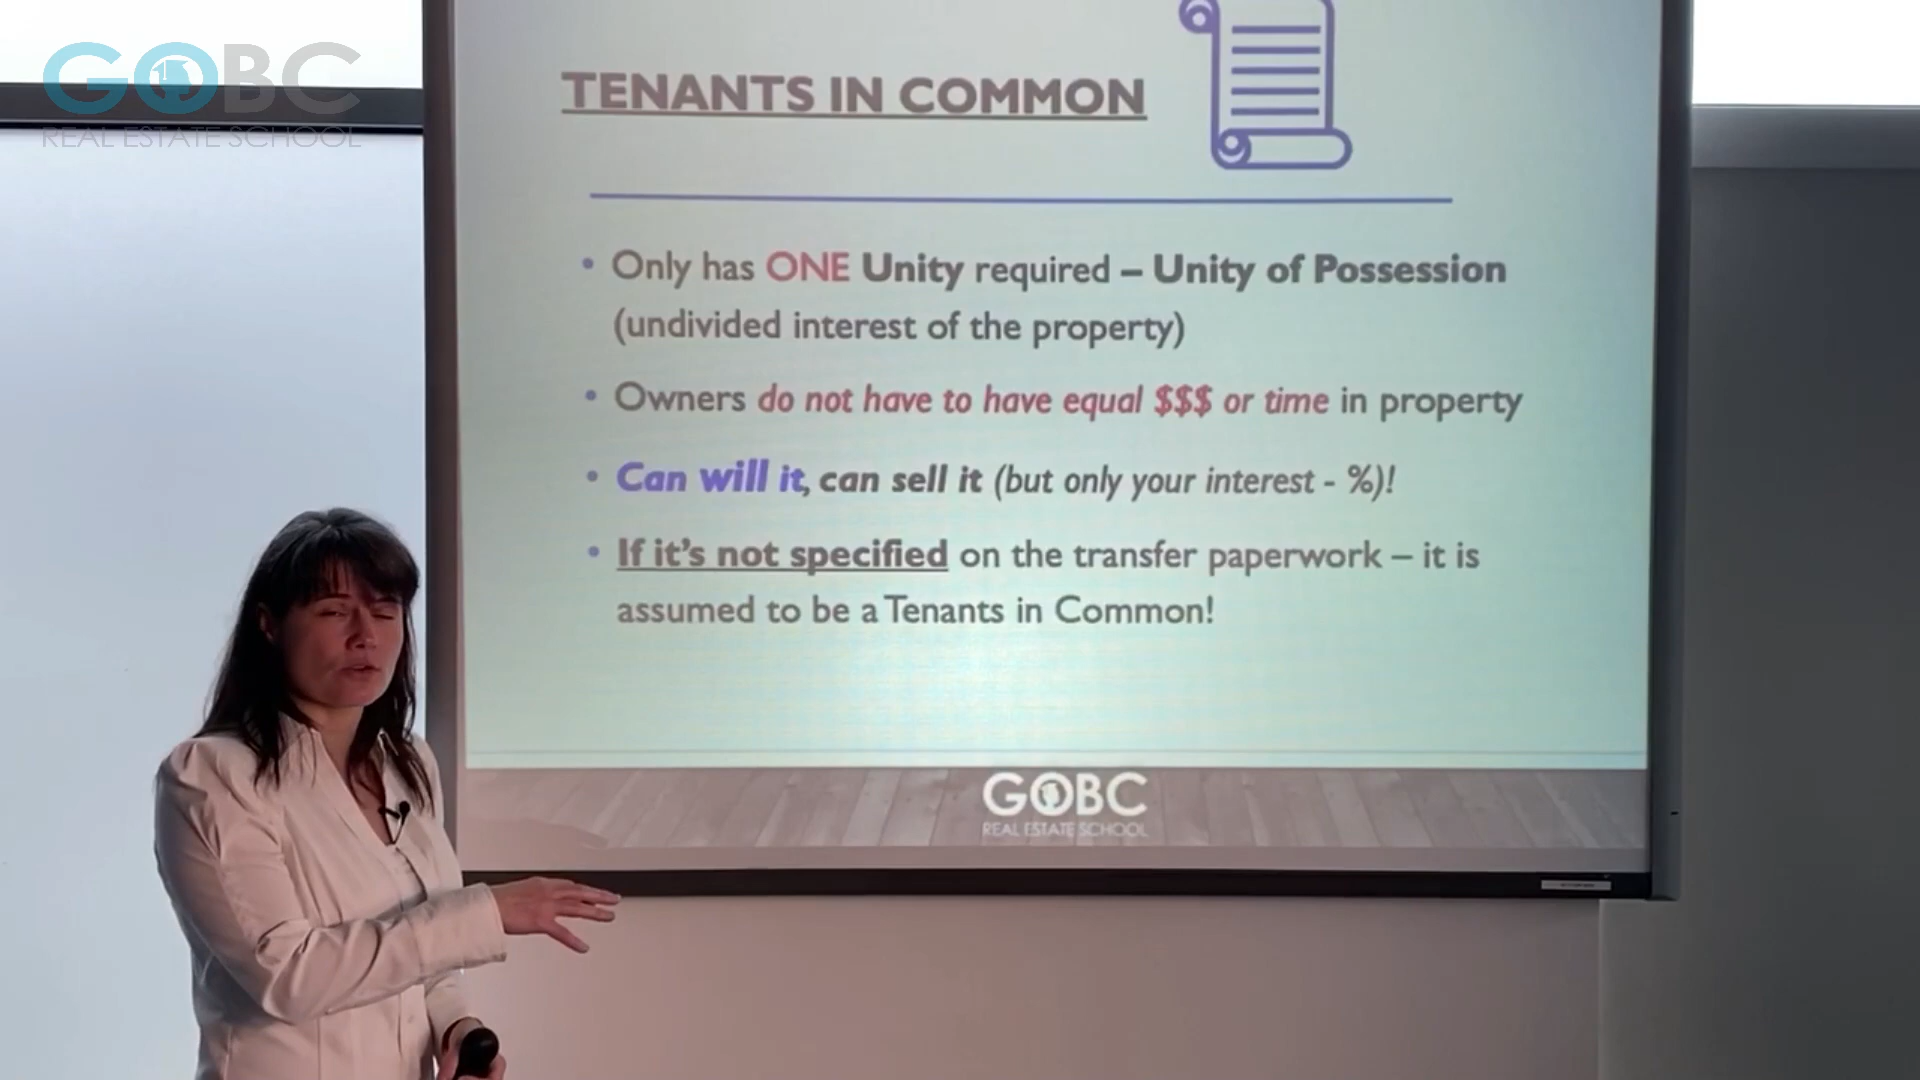 GOBC
REAL ESTATE SCHOOL
TENANTS IN COMMON
• Only has ONE Unity required – Unity of Possession
(undivided interest of the property)
• Owners do not have to have equal $$$ or time in property
• Can will it, can sell it (but only your interest - %)!
• If it's not specified on the transfer paperwork – it is
assumed to be a Tenants in Common!
GOBC
REAL ESTATE SCHOOL